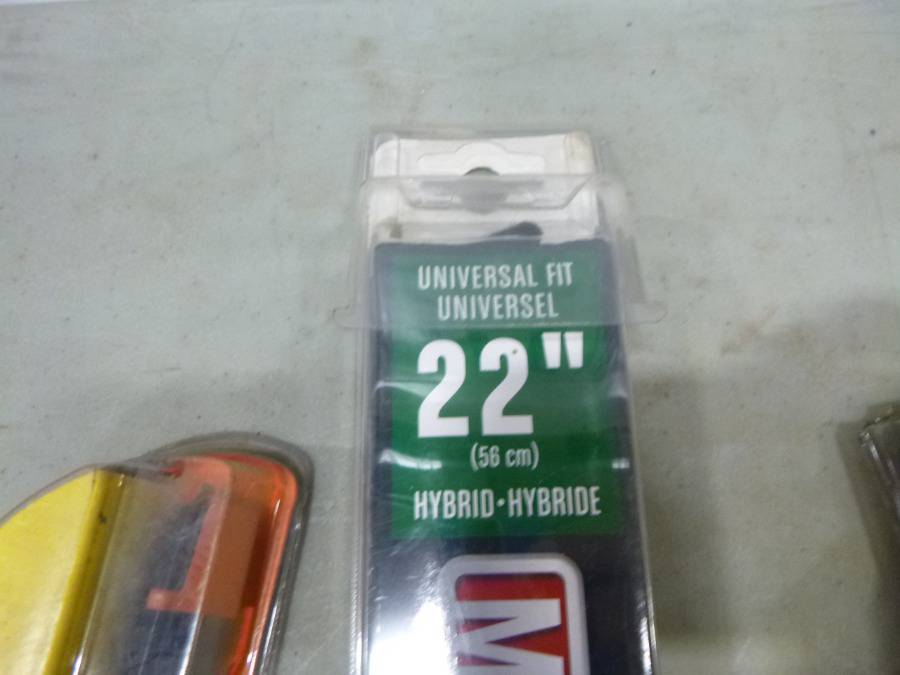 UNIVERSAL FIT
UNIVERSEL
22"
(56 cm)
HYBRID•HYBRIDE
M